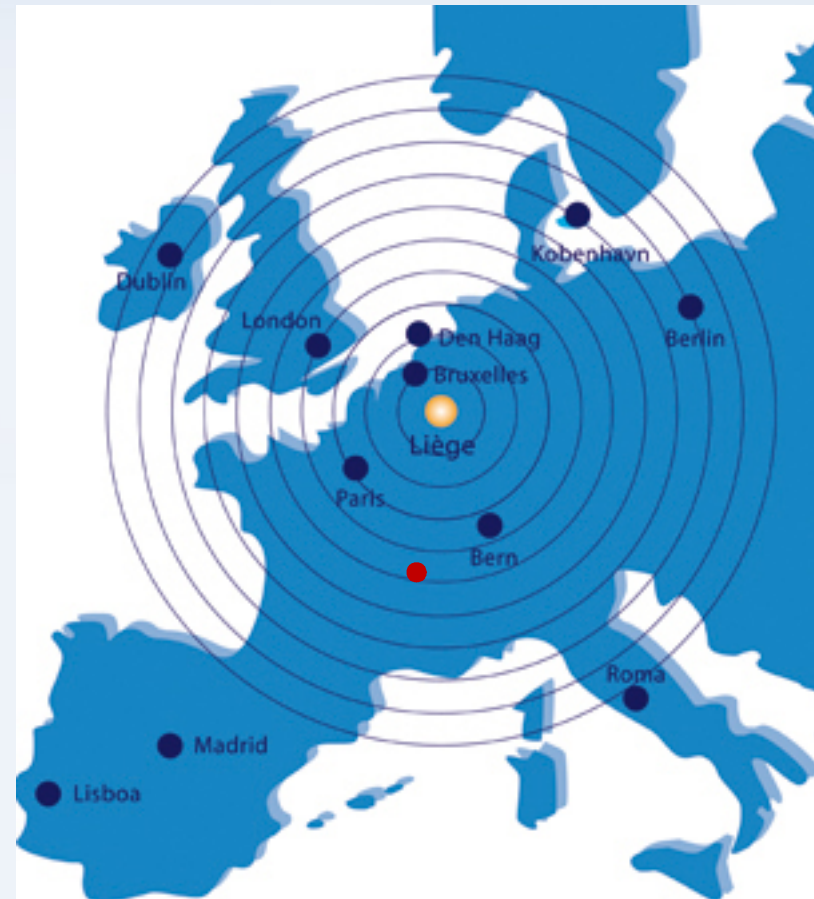 Kobenhavn
Dublin
London
Den Haag
Berlin
Bruxelles
Liège
Paris
Bern
Roma
Madrid
Lisboa